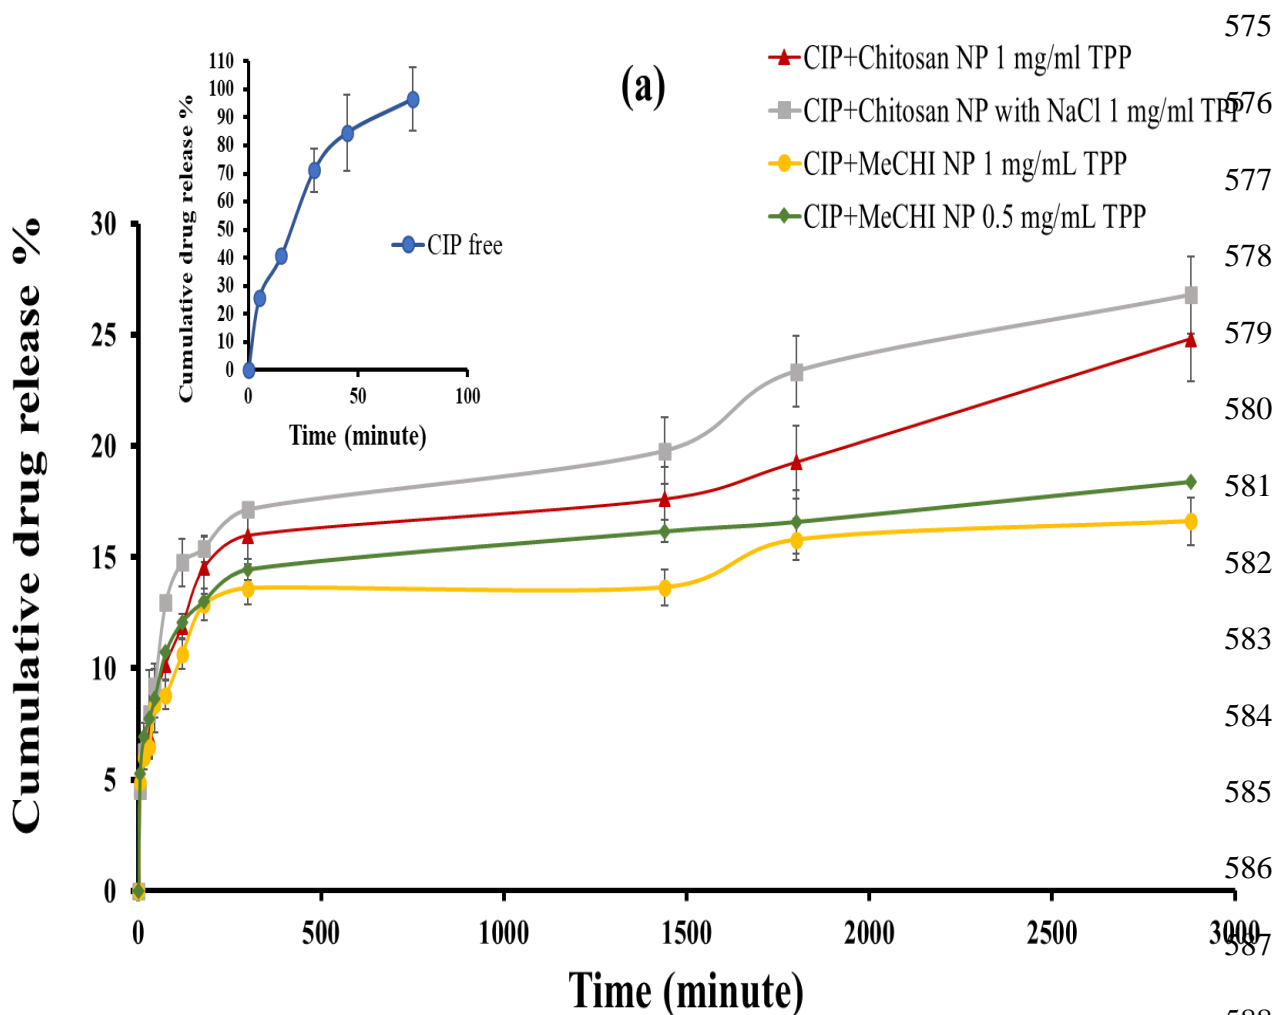 575
(a)
CIP+Chitosan NP 1 mg/ml TPP
CIP+Chitosan NP with NaCl 1 mg/ml TPP
576
CIP+MeCHI NP 1 mg/mL TPP
577
CIP+MeCHI NP 0.5 mg/mL TPP
578
110
100
90
80
70
60
50
40
30
20
10
0
Cumulative drug release %
CIP free
0 50 100
Time (minute)
30
25
20
15
10
5
0
Cumulative drug release %
579
580
581
582
583
584
585
586
0 500 1000 1500 2000 2500 3000
587
Time (minute)
588